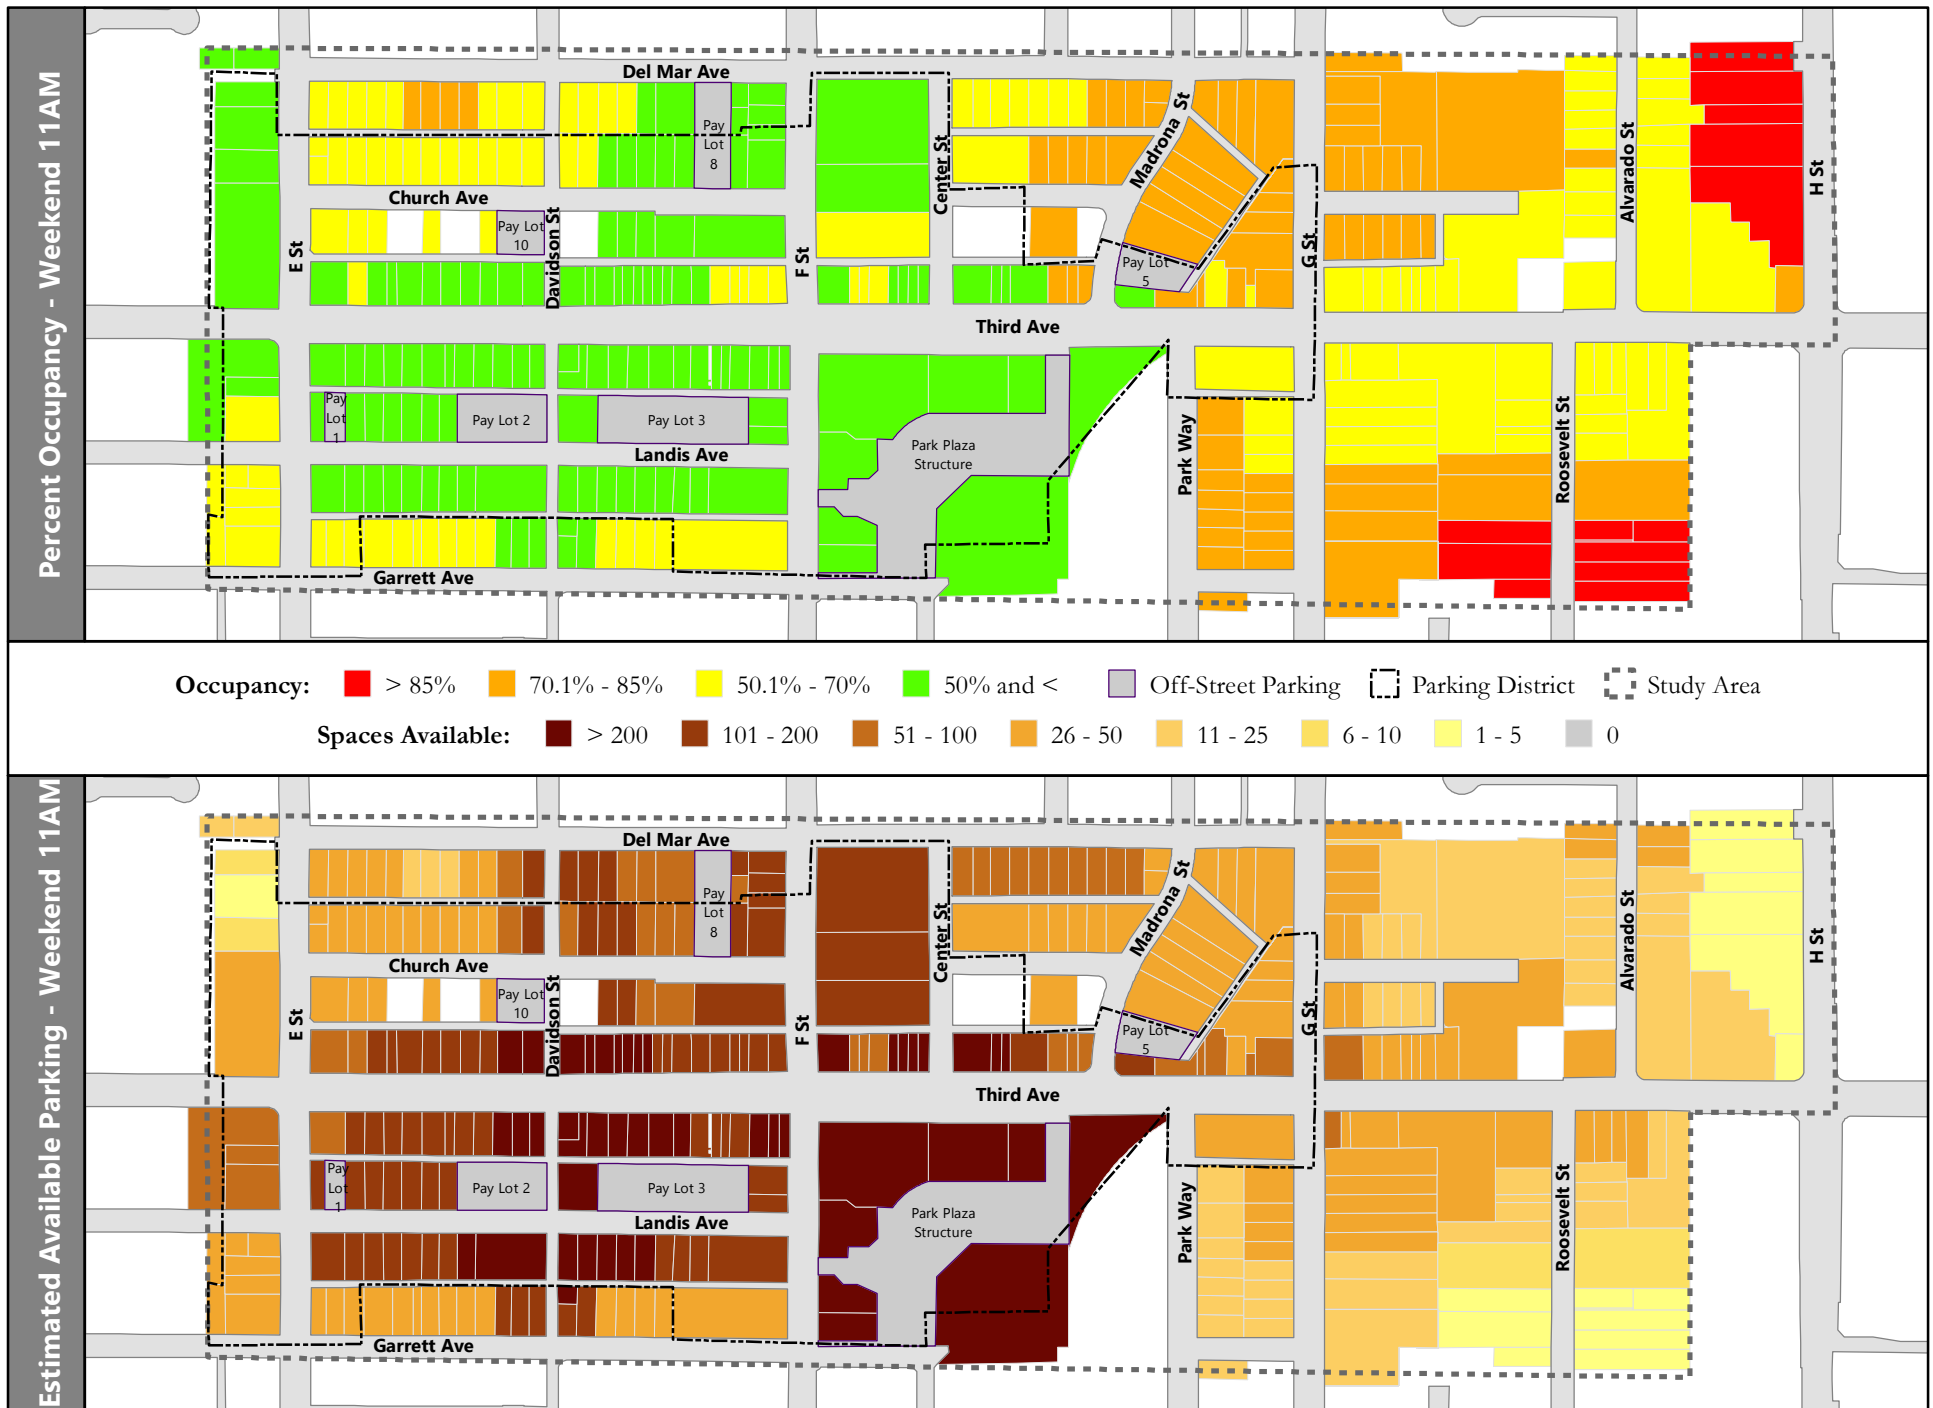 Percent Occupancy - Weekend 11AM
Del Mar Ave
Pay
Lot
8
Church Ave
Pay Lot
10
E St
Davidson St
F St
Center St
Madrona St
Pay Lot
5
G St
Alvarado St
H St
Third Ave
Pay
Lot
1
Pay Lot 2
Pay Lot 3
Landis Ave
Park Plaza
Structure
Park Way
Roosevelt St
Garrett Ave
Occupancy: > 85% 70.1% - 85% 50.1% - 70% 50% and < Off-Street Parking Parking District Study Area
Spaces Available: > 200 101 - 200 51 - 100 26 - 50 11 - 25 6 - 10 1 - 5 0
Estimated Available Parking - Weekend 11AM
Del Mar Ave
Pay
Lot
8
Church Ave
Pay Lot
10
E St
Davidson St
F St
Center St
Madrona St
Pay Lot
5
G St
Alvarado St
H St
Third Ave
Pay
Lot
1
Pay Lot 2
Pay Lot 3
Landis Ave
Park Plaza
Structure
Park Way
Roosevelt St
Garrett Ave